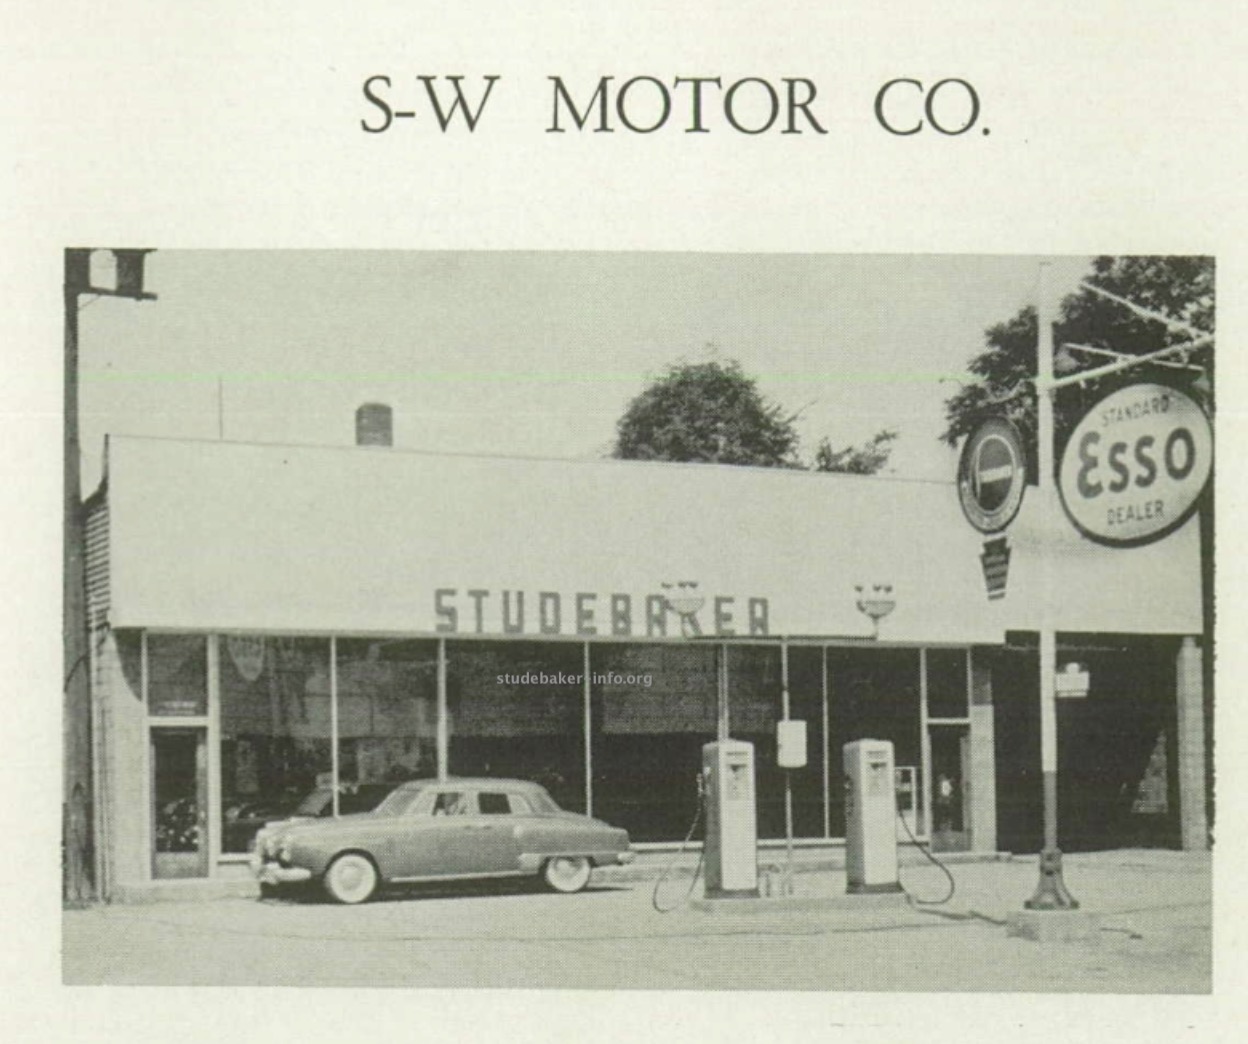 S-W MOTOR CO.
STANDARD
ESSO
DEALER
STUDEBAKER
studebaker-info.org